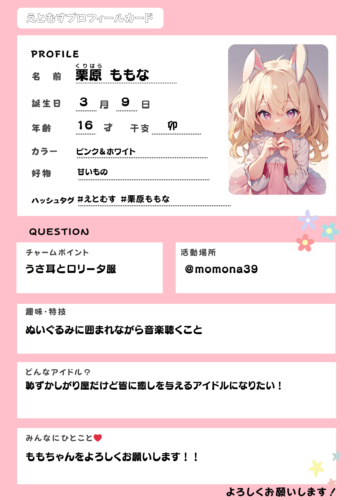 えとむすプロフィールカード
PROFILE
くりはら
名 前 栗原 ももな
誕生日 3 月 9 日
年齢 16 才 干支 卯
カラー ピンク&ホワイト
好物 甘いもの
ハッシュタグ #えとむす #栗原ももな
QUESTION
チャームポイント
うさ耳とロリータ服
活動場所
@momona39
趣味・特技
ぬいぐるみに囲まれながら音楽聴くこと
どんなアイドル?
恥ずかしがり屋だけど皆に癒しを与えるアイドルになりたい!
みんなにひとこと❤
ももちゃんをよろしくお願いします!!
よろしくお願いします!